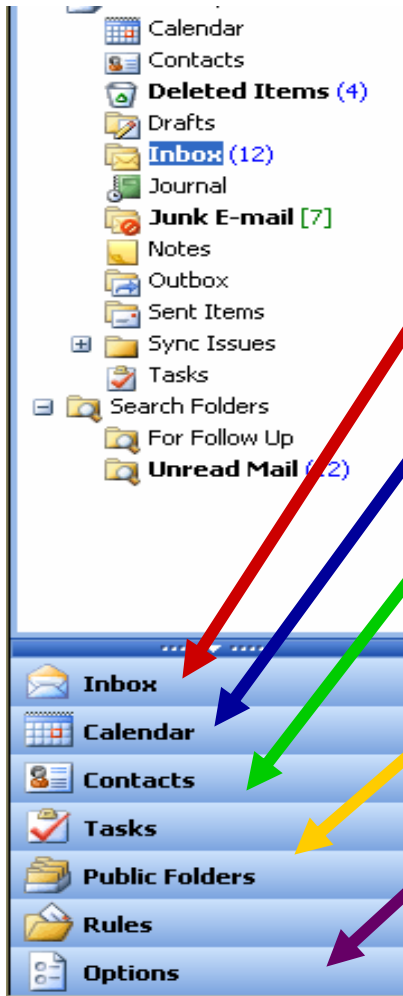 Calendar
Contacts
Deleted Items (4)
Drafts
Inbox (12)
Journal
Junk E-mail [7]
Notes
Outbox
Sent Items
Sync Issues
Tasks
Search Folders
For Follow Up
Unread Mail
Inbox
Calendar
Contacts
Tasks
Public Folders
Rules
Options